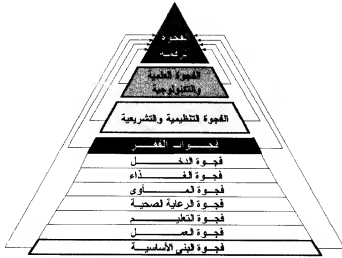 الفجوة
الرقمية
الفجوة العلمية
والتكنولوجية
الفجوة التنظيمية والتشريعية
فجوات الفقر
فجوة الدخل
فجوة الغذاء
فجوة المأوى
فجوة الرعاية الصحية
فجوة التعليم
فجوة العمل
فجوة البنى الأساسية